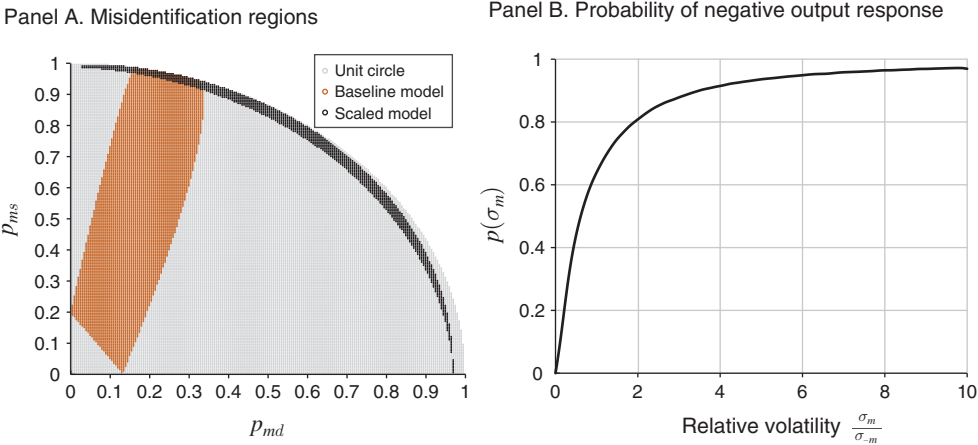 Panel A. Misidentification regions
1
0.9
0.8
0.7
0.6
0.5
0.4
0.3
0.2
0.1
0
p_ms
Unit circle
Baseline model
Scaled model
0 0.1 0.2 0.3 0.4 0.5 0.6 0.7 0.8 0.9 1
p_md
Panel B. Probability of negative output response
1
0.8
0.6
0.4
0.2
0
p(σ_m)
0 2 4 6 8 10
Relative volatility σ_m/σ_-m